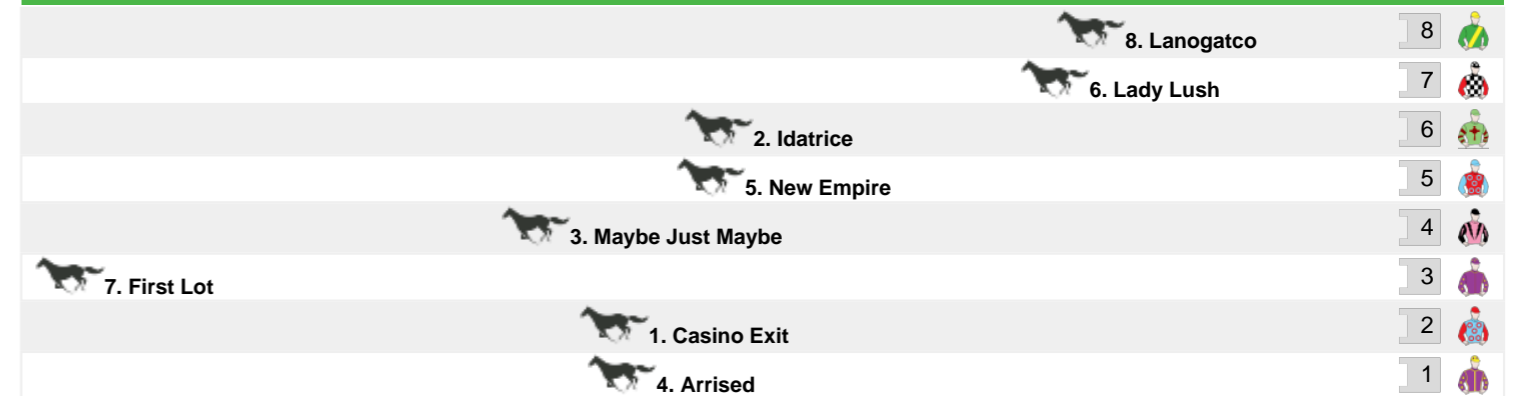 8. Lanogatco 8
6. Lady Lush 7
2. Idatrice 6
5. New Empire 5
3. Maybe Just Maybe 4
7. First Lot 3
1. Casino Exit 2
4. Arrised 1